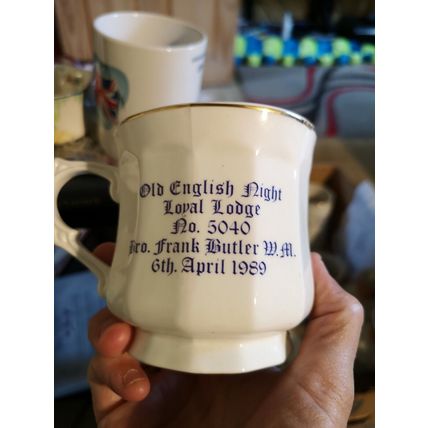 Old English Night
Loyal Lodge
No. 5040
Bro. Frank Butler W.M.
6th. April 1989